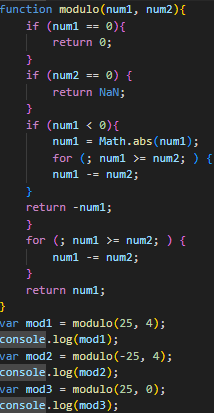 function modulo(num1, num2){
    if (num1 == 0){
        return 0;
    }
    if (num2 == 0) {
        return NaN;
    }
    if (num1 < 0){
        num1 = Math.abs(num1);
        for (; num1 >= num2; ) {
        num1 -= num2;
    }
    return -num1;
    }
    for (; num1 >= num2; ) {
        num1 -= num2;
    }
    return num1;
}
var mod1 = modulo(25, 4);
console.log(mod1);
var mod2 = modulo(-25, 4);
console.log(mod2);
var mod3 = modulo(25, 0);
console.log(mod3);